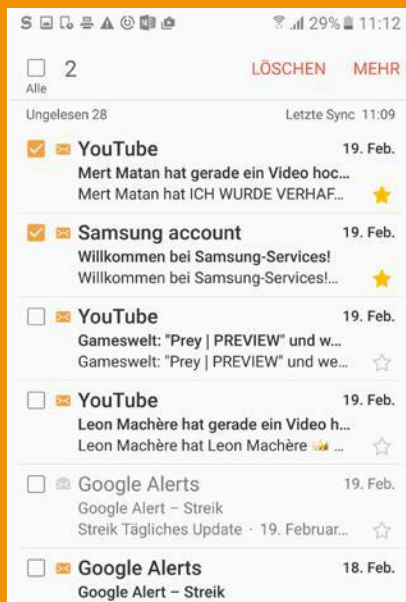 29% 11:12
2 LÖSCHEN MEHR
Alle
Ungelesen 28 Letzte Sync 11:09
YouTube 19. Feb.
Mert Matan hat gerade ein Video hoc...
Mert Matan hat ICH WURDE VERHAF...
Samsung account 19. Feb.
Willkommen bei Samsung-Services!
Willkommen bei Samsung-Services!...
YouTube 19. Feb.
Gameswelt: "Prey | PREVIEW" und w...
Gameswelt: "Prey | PREVIEW" und we...
YouTube 19. Feb.
Leon Machère hat gerade ein Video h...
Leon Machère hat Leon Machère 👑 ...
Google Alerts 19. Feb.
Google Alert – Streik
Streik Tägliches Update · 19. Februar...
Google Alerts 18. Feb.
Google Alert – Streik